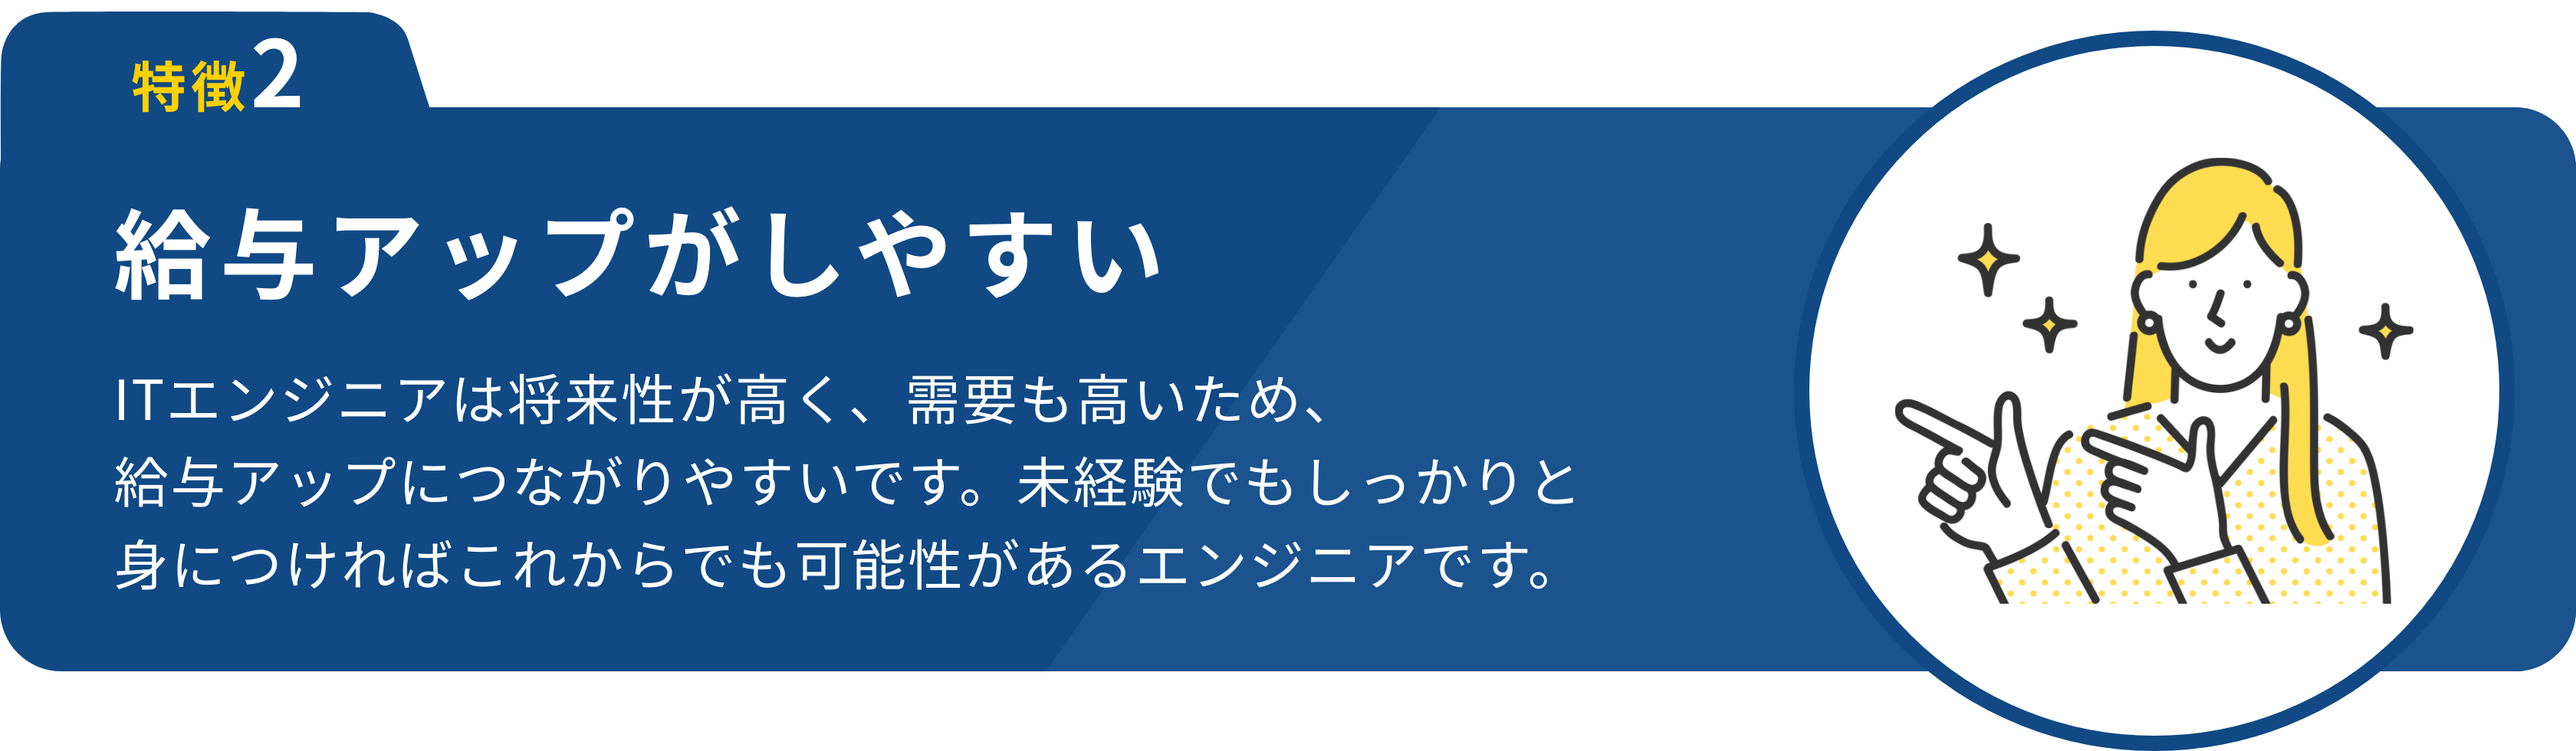 特徴2
給与アップがしやすい
ITエンジニアは将来性が高く、需要も高いため、
給与アップにつながりやすいです。未経験でもしっかりと
身につければこれからでも可能性があるエンジニアです。